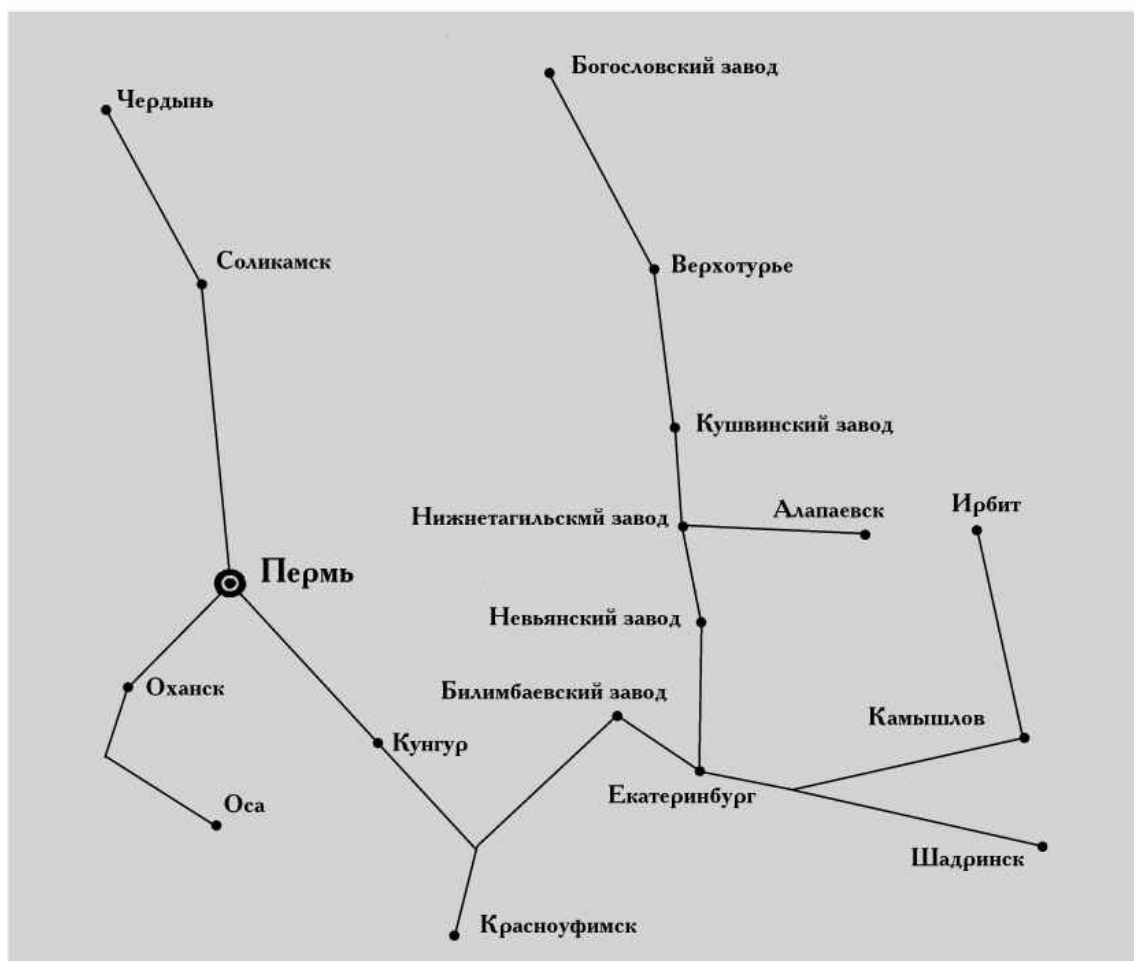 Богословский завод
Чердынь
Соликамск
Верхотурье
Кушвинский завод
Нижнетагильскмй завод
Алапаевск
Ирбит
Пермь
Невьянский завод
Оханск
Билимбаевский завод
Камышлов
Кунгур
Екатеринбург
Оса
Шадринск
Красноуфимск